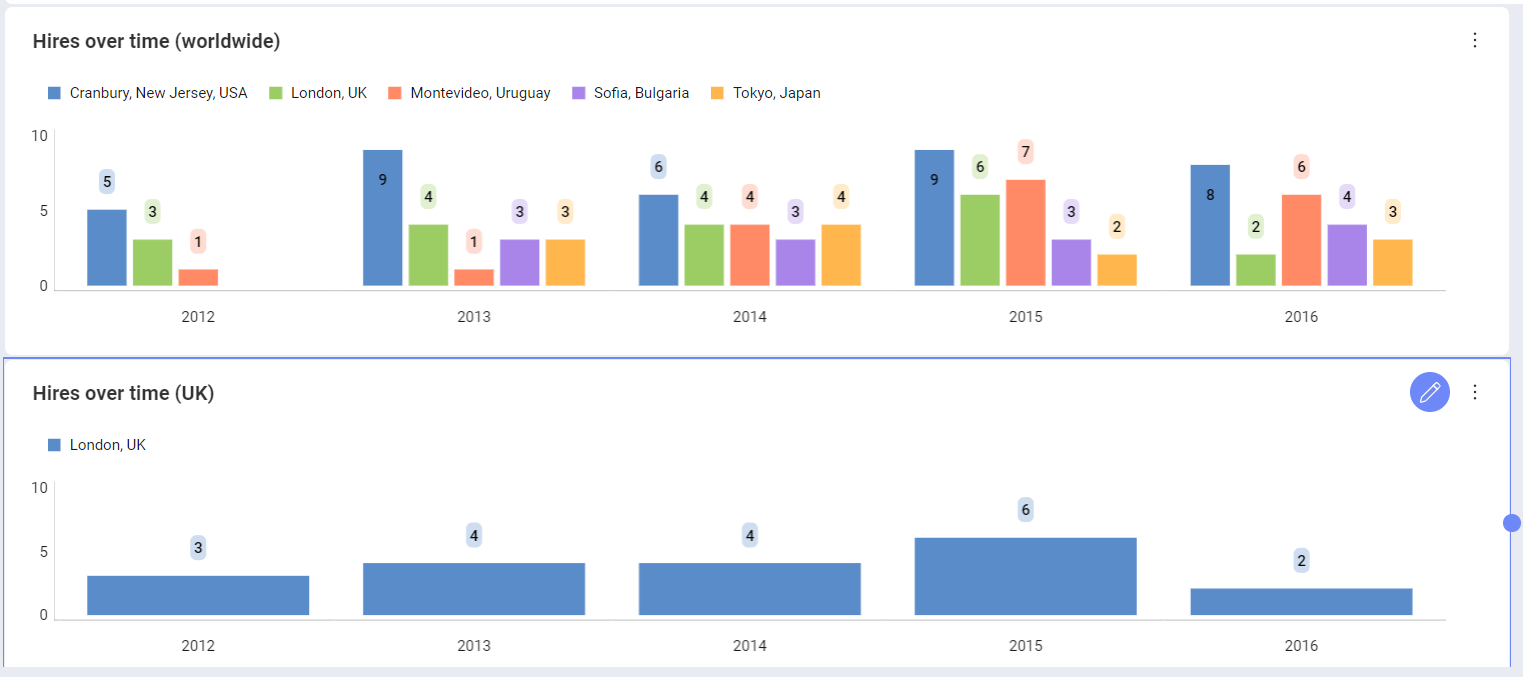 Hires over time (worldwide)
Cranbury, New Jersey, USA London, UK Montevideo, Uruguay Sofia, Bulgaria Tokyo, Japan
10
5
0
5 3 1
9 4 1 3 3
6 4 4 3 4
9 6 7 3 2
8 2 6 4 3
2012 2013 2014 2015 2016
Hires over time (UK)
London, UK
10
5
0
3 4 4 6 2
2012 2013 2014 2015 2016